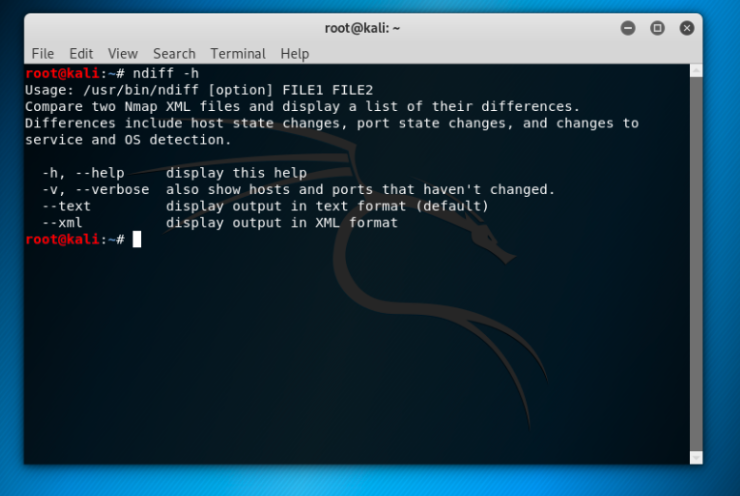 root@kali: ~
File Edit View Search Terminal Help
root@kali:~# ndiff -h
Usage: /usr/bin/ndiff [option] FILE1 FILE2
Compare two Nmap XML files and display a list of their differences.
Differences include host state changes, port state changes, and changes to
service and OS detection.
-h, --help display this help
-v, --verbose also show hosts and ports that haven't changed.
--text display output in text format (default)
--xml display output in XML format
root@kali:~#